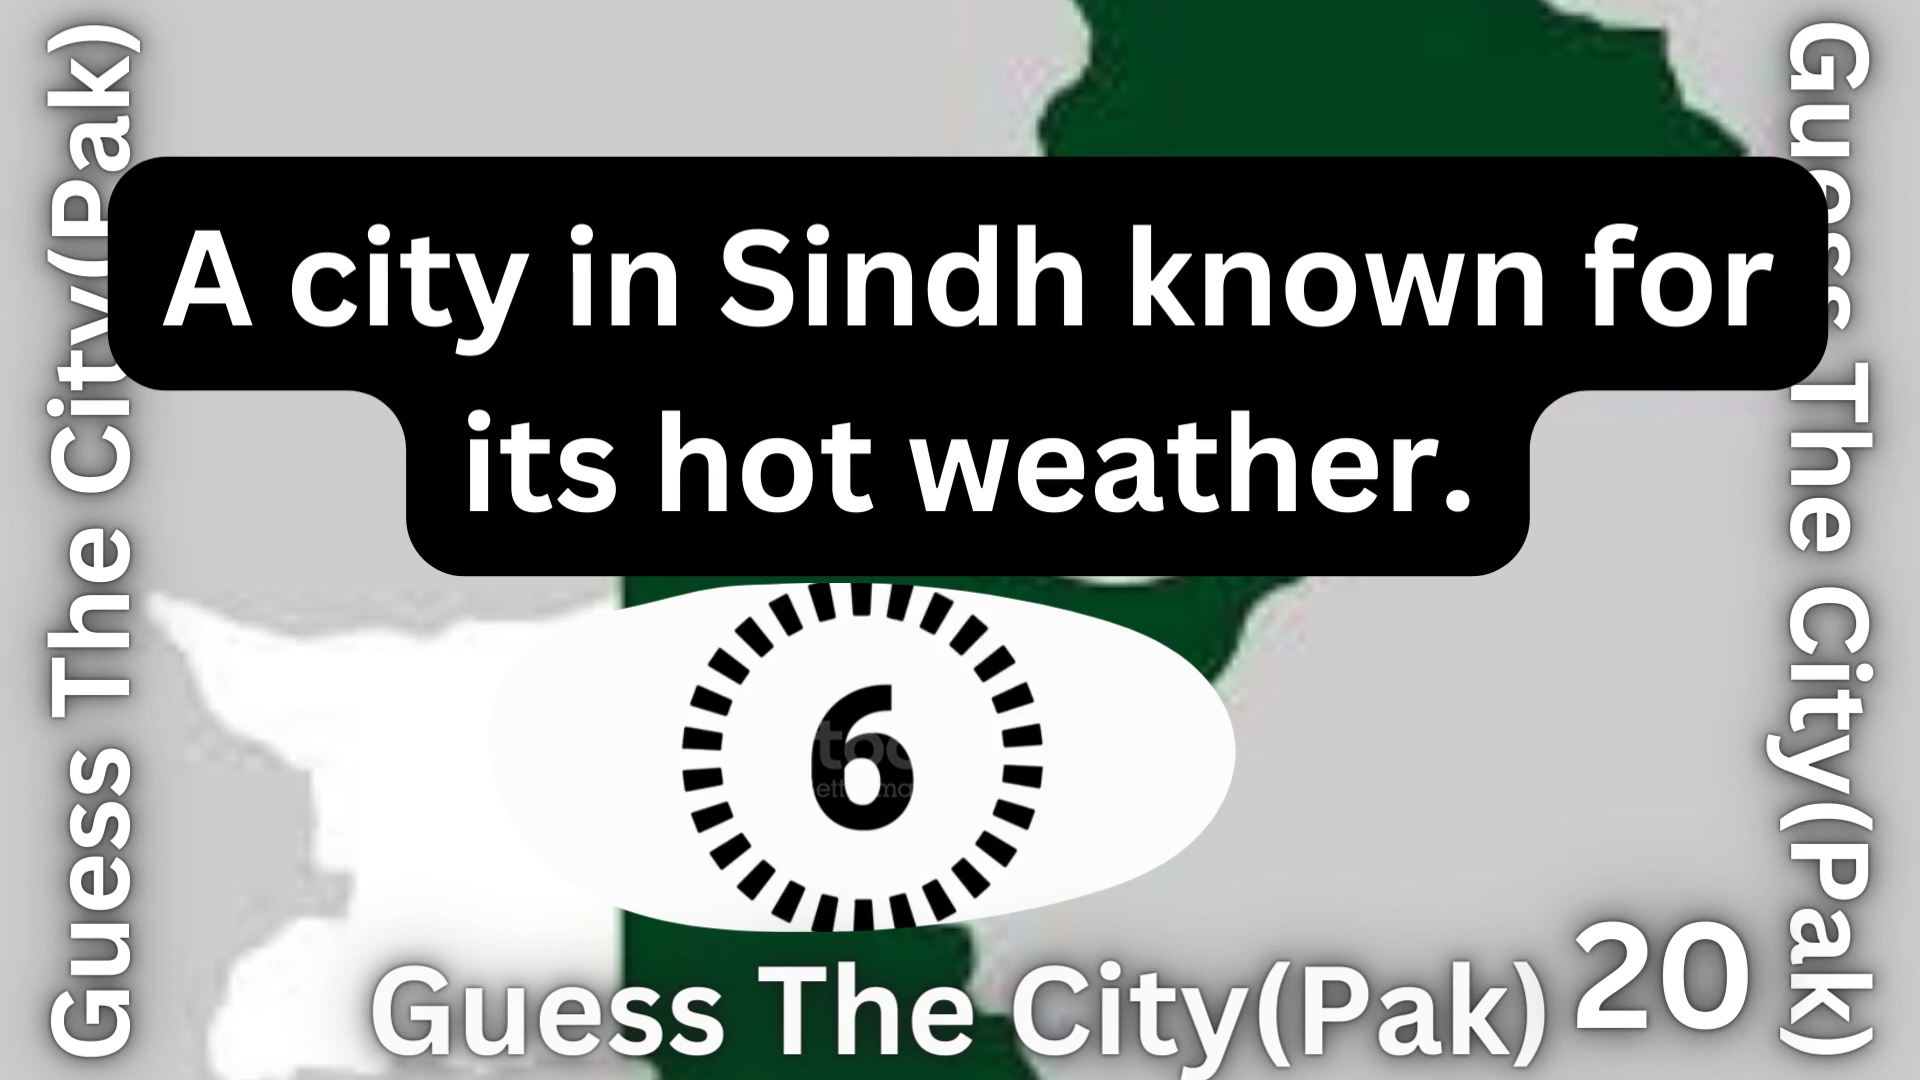 Guess The City(Pak)
Guess The City(Pak)
A city in Sindh known for
its hot weather.
6
Guess The City(Pak)
20